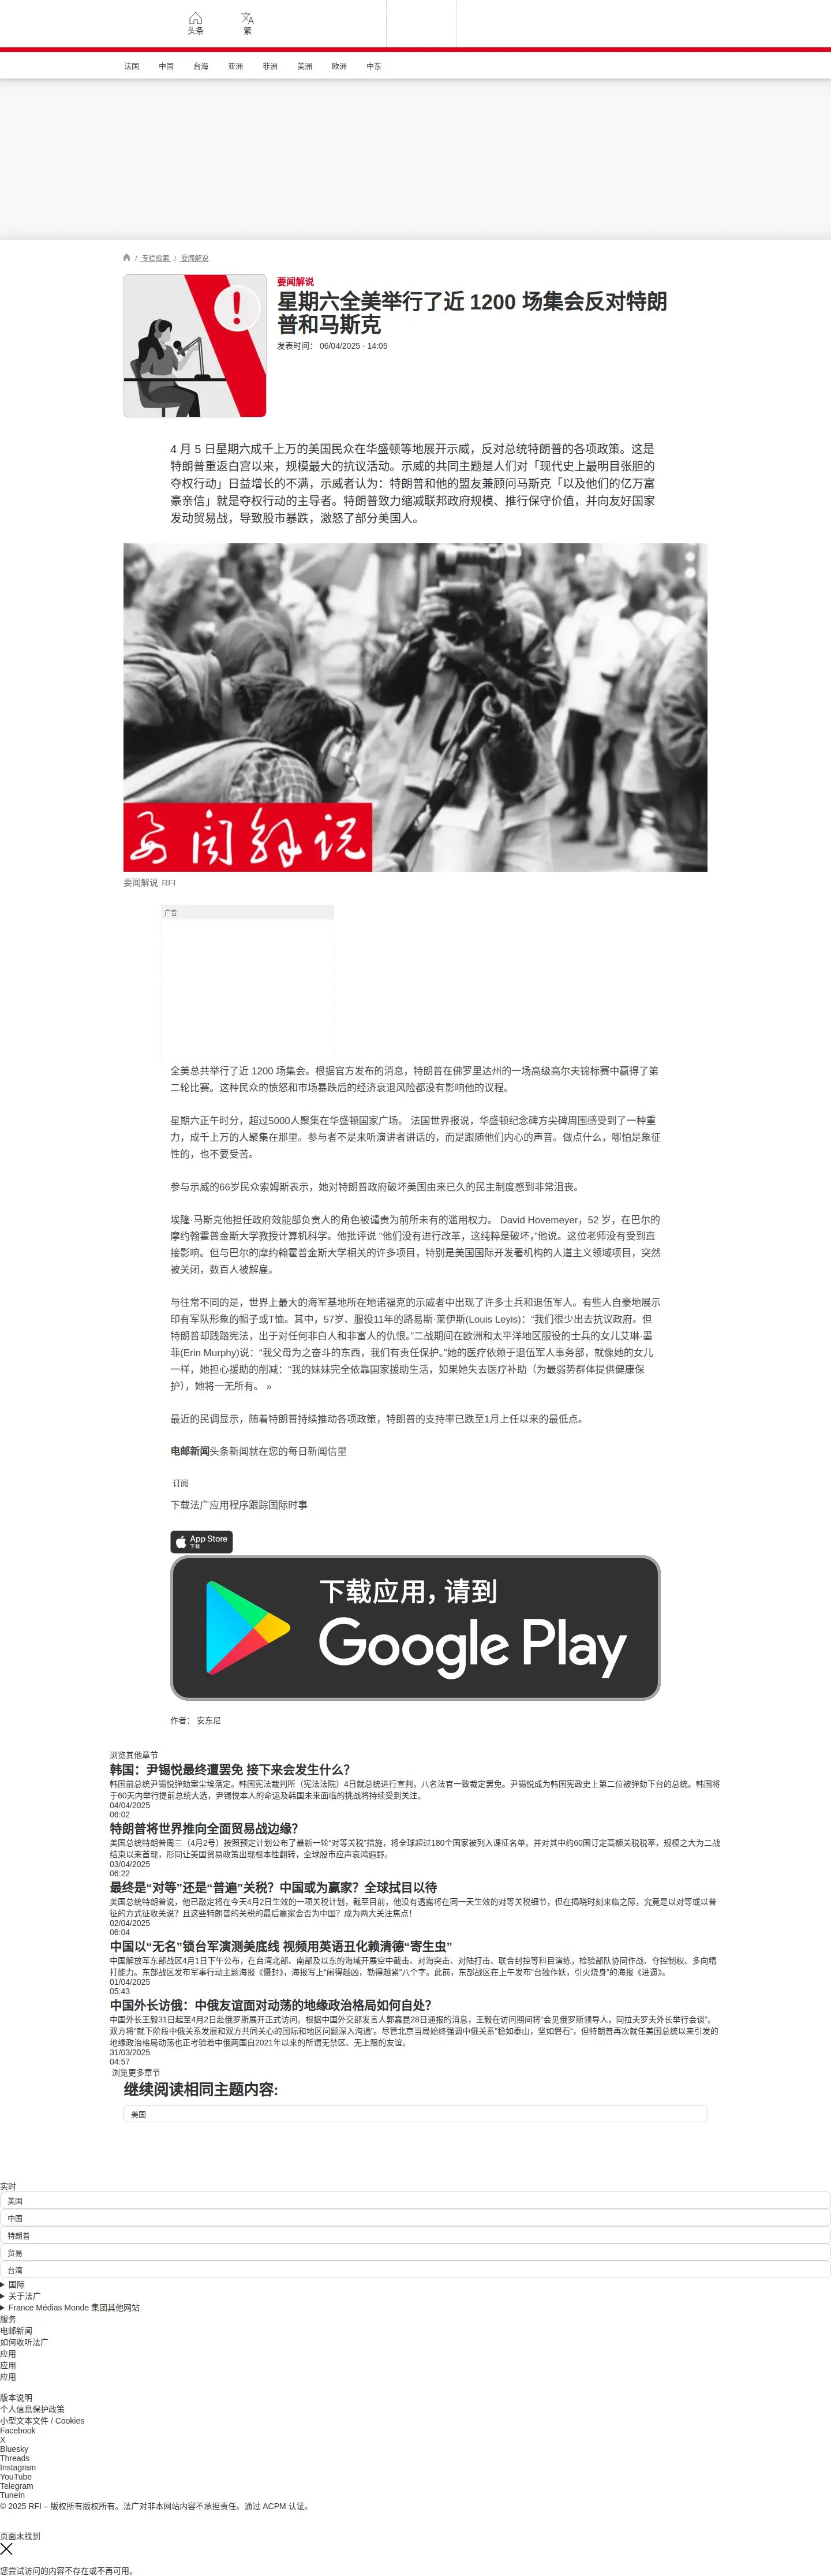 头条
繁
法国 中国 台海 亚洲 非洲 美洲 欧洲 中东
/ 专栏检索 / 要闻解说
要闻解说
星期六全美举行了近 1200 场集会反对特朗
普和马斯克
发表时间： 06/04/2025 - 14:05
4 月 5 日星期六成千上万的美国民众在华盛顿等地展开示威，反对总统特朗普的各项政策。这是
特朗普重返白宫以来，规模最大的抗议活动。示威的共同主题是人们对「现代史上最明目张胆的
夺权行动」日益增长的不满，示威者认为：特朗普和他的盟友兼顾问马斯克「以及他们的亿万富
豪亲信」就是夺权行动的主导者。特朗普致力缩减联邦政府规模、推行保守价值，并向友好国家
发动贸易战，导致股市暴跌，激怒了部分美国人。
要闻解说
要闻解说 RFI
广告
全美总共举行了近 1200 场集会。根据官方发布的消息，特朗普在佛罗里达州的一场高级高尔夫锦标赛中赢得了第
二轮比赛。这种民众的愤怒和市场暴跌后的经济衰退风险都没有影响他的议程。
星期六正午时分，超过5000人聚集在华盛顿国家广场。 法国世界报说，华盛顿纪念碑方尖碑周围感受到了一种重
力，成千上万的人聚集在那里。参与者不是来听演讲者讲话的，而是跟随他们内心的声音。做点什么，哪怕是象征
性的，也不要受苦。
参与示威的66岁民众索姆斯表示，她对特朗普政府破坏美国由来已久的民主制度感到非常沮丧。
埃隆·马斯克他担任政府效能部负责人的角色被谴责为前所未有的滥用权力。 David Hovemeyer，52 岁，在巴尔的
摩约翰霍普金斯大学教授计算机科学。他批评说 “他们没有进行改革，这纯粹是破坏，”他说。这位老师没有受到直
接影响。但与巴尔的摩约翰霍普金斯大学相关的许多项目，特别是美国国际开发署机构的人道主义领域项目，突然
被关闭，数百人被解雇。
与往常不同的是，世界上最大的海军基地所在地诺福克的示威者中出现了许多士兵和退伍军人。有些人自豪地展示
印有军队形象的帽子或T恤。其中，57岁、服役11年的路易斯·莱伊斯(Louis Leyis)：“我们很少出去抗议政府。但
特朗普却践踏宪法，出于对任何非白人和非富人的仇恨。”二战期间在欧洲和太平洋地区服役的士兵的女儿艾琳·墨
菲(Erin Murphy)说：“我父母为之奋斗的东西，我们有责任保护。”她的医疗依赖于退伍军人事务部，就像她的女儿
一样，她担心援助的削减：“我的妹妹完全依靠国家援助生活，如果她失去医疗补助（为最弱势群体提供健康保
护），她将一无所有。 »
最近的民调显示，随着特朗普持续推动各项政策，特朗普的支持率已跌至1月上任以来的最低点。
电邮新闻头条新闻就在您的每日新闻信里
订阅
下载法广应用程序跟踪国际时事
App Store
下载
下载应用，请到
Google Play
作者： 安东尼
浏览其他章节
韩国：尹锡悦最终遭罢免 接下来会发生什么？
韩国前总统尹锡悦弹劾案尘埃落定。韩国宪法裁判所（宪法法院）4日就总统进行宣判，八名法官一致裁定罢免。尹锡悦成为韩国宪政史上第二位被弹劾下台的总统。韩国将
于60天内举行提前总统大选，尹锡悦本人的命运及韩国未来面临的挑战将持续受到关注。
04/04/2025
06:02
特朗普将世界推向全面贸易战边缘？
美国总统特朗普周三（4月2号）按照预定计划公布了最新一轮“对等关税”措施，将全球超过180个国家被列入课征名单。并对其中约60国订定高额关税税率，规模之大为二战
结束以来首现，形同让美国贸易政策出现根本性翻转，全球股市应声哀鸿遍野。
03/04/2025
06:22
最终是“对等”还是“普遍”关税？中国或为赢家？全球拭目以待
美国总统特朗普说，他已敲定将在今天4月2日生效的一项关税计划，截至目前，他没有透露将在同一天生效的对等关税细节，但在揭晓时刻来临之际，究竟是以对等或以普
征的方式征收关说？且这些特朗普的关税的最后赢家会否为中国？成为两大关注焦点！
02/04/2025
06:04
中国以“无名”锁台军演测美底线 视频用英语丑化赖清德“寄生虫”
中国解放军东部战区4月1日下午公布，在台湾北部、南部及以东的海域开展空中截击、对海突击、对陆打击、联合封控等科目演练，检验部队协同作战、夺控制权、多向精
打能力。东部战区发布军事行动主题海报《慑封》，海报写上“闹得越凶，勒得越紧”八个字。此前，东部战区在上午发布“台独作妖，引火烧身”的海报《进逼》。
01/04/2025
05:43
中国外长访俄：中俄友谊面对动荡的地缘政治格局如何自处？
中国外长王毅31日起至4月2日赴俄罗斯展开正式访问。根据中国外交部发言人郭嘉昆28日通报的消息，王毅在访问期间将“会见俄罗斯领导人，同拉夫罗夫外长举行会谈”。
双方将“就下阶段中俄关系发展和双方共同关心的国际和地区问题深入沟通”。尽管北京当局始终强调中俄关系”稳如泰山，坚如磐石“，但特朗普再次就任美国总统以来引发的
地缘政治格局动荡也正考验着中俄两国自2021年以来的所谓无禁区、无上限的友谊。
31/03/2025
04:57
浏览更多章节
继续阅读相同主题内容:
美国
实时
美国
中国
特朗普
贸易
台湾
国际
关于法广
France Médias Monde 集团其他网站
服务
电邮新闻
如何收听法广
应用
应用
应用
版本说明
个人信息保护政策
小型文本文件 / Cookies
Facebook
X
Bluesky
Threads
Instagram
YouTube
Telegram
TuneIn
© 2025 RFI – 版权所有版权所有。法广对非本网站内容不承担责任。通过 ACPM 认证。
页面未找到
您尝试访问的内容不存在或不再可用。